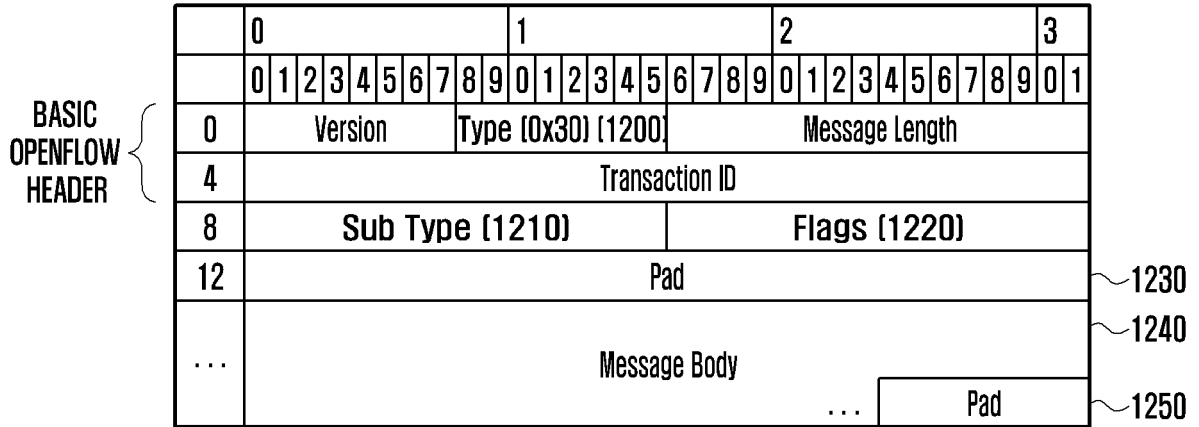 0 1 2 3
0 1 2 3 4 5 6 7 8 9 0 1 2 3 4 5 6 7 8 9 0 1 2 3 4 5 6 7 8 9 0 1
BASIC
OPENFLOW
HEADER
0 Version Type (0x30) (1200) Message Length
4 Transaction ID
8 Sub Type (1210) Flags (1220)
12 Pad 1230
1240
... Message Body
... Pad 1250